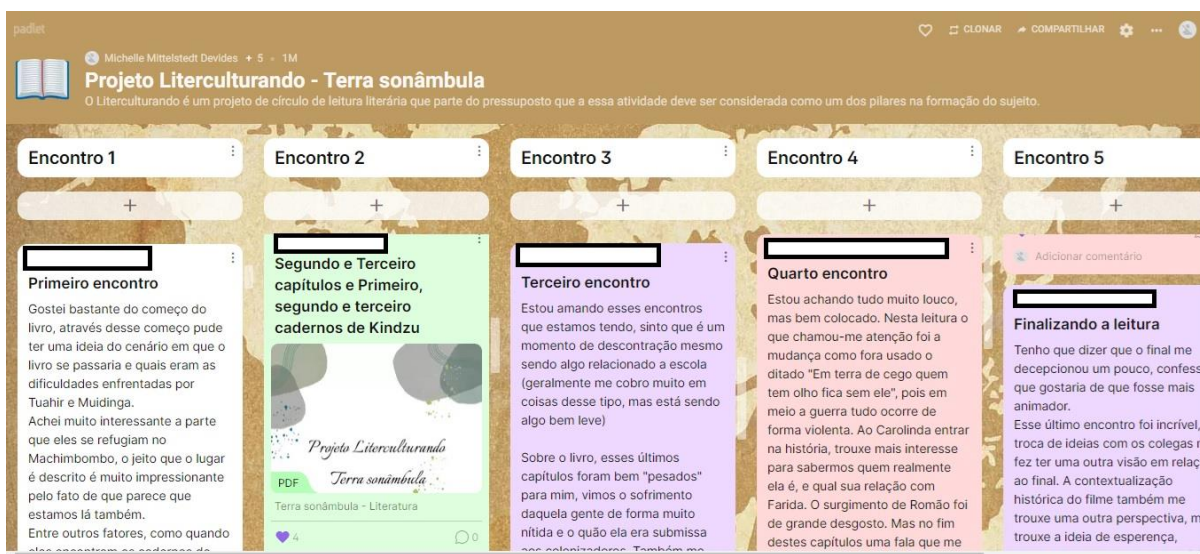 padlet
CLONAR
COMPARTILHAR
Michelle Mittelstedt Devides + 5 • 1M
Projeto Literculturando - Terra sonâmbula
O Literculturando é um projeto de círculo de leitura literária que parte do pressuposto que a essa atividade deve ser considerada como um dos pilares na formação do sujeito.
Encontro 1
Primeiro encontro
Gostei bastante do começo do
livro, através desse começo pude
ter uma ideia do cenário em que o
livro se passaria e quais eram as
dificuldades enfrentadas por
Tuahir e Muidinga.
Achei muito interessante a parte
que eles se refugiam no
Machimbombo, o jeito que o lugar
é descrito é muito impressionante
pelo fato de que parece que
estamos lá também.
Entre outros fatores, como quando
Encontro 2
Segundo e Terceiro
capítulos e Primeiro,
segundo e terceiro
cadernos de Kindzu
Projeto Literculturando
Terra sonâmbula
PDF
Terra sonâmbula - Literatura
4
0
Encontro 3
Terceiro encontro
Estou amando esses encontros
que estamos tendo, sinto que é um
momento de descontração mesmo
sendo algo relacionado a escola
(geralmente me cobro muito em
coisas desse tipo, mas está sendo
algo bem leve)
Sobre o livro, esses últimos
capítulos foram bem "pesados"
para mim, vimos o sofrimento
daquela gente de forma muito
nítida e o quão ela era submissa
aos colonizadores. Também me
Encontro 4
Quarto encontro
Estou achando tudo muito louco,
mas bem colocado. Nesta leitura o
que chamou-me atenção foi a
mudança como fora usado o
ditado "Em terra de cego quem
tem olho fica sem ele", pois em
meio a guerra tudo ocorre de
forma violenta. Ao Carolinda entrar
na história, trouxe mais interesse
para sabermos quem realmente
ela é, e qual sua relação com
Farida. O surgimento de Romão foi
de grande desgosto. Mas no fim
destes capítulos uma fala que me
Encontro 5
Adicionar comentário
Finalizando a leitura
Tenho que dizer que o final me
decepcionou um pouco, confess
que gostaria de que fosse mais
animador.
Esse último encontro foi incrível,
troca de ideias com os colegas
fez ter uma outra visão em relaç
ao final. A contextualização
histórica do filme também me
trouxe uma outra perspectiva, m
trouxe a ideia de esperença,